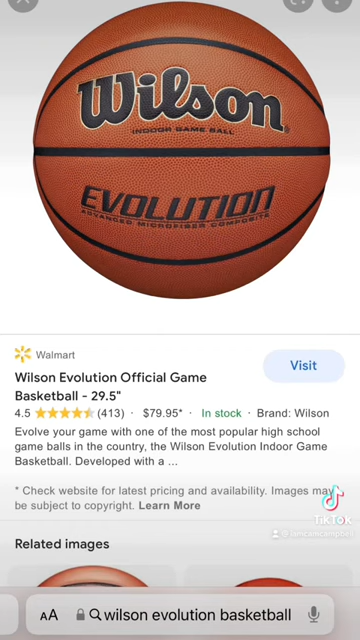 Wilson
INDOOR GAME BALL
EVOLUTION
ADVANCED MICROFIBER COMPOSITE
Walmart
Visit
Wilson Evolution Official Game
Basketball - 29.5"
4.5 (413) · $79.95* · In stock · Brand: Wilson
Evolve your game with one of the most popular high school
game balls in the country, the Wilson Evolution Indoor Game
Basketball. Developed with a ...
* Check website for latest pricing and availability. Images may
be subject to copyright. Learn More
TikTok
@iamcamcampbell
Related images
AA wilson evolution basketball